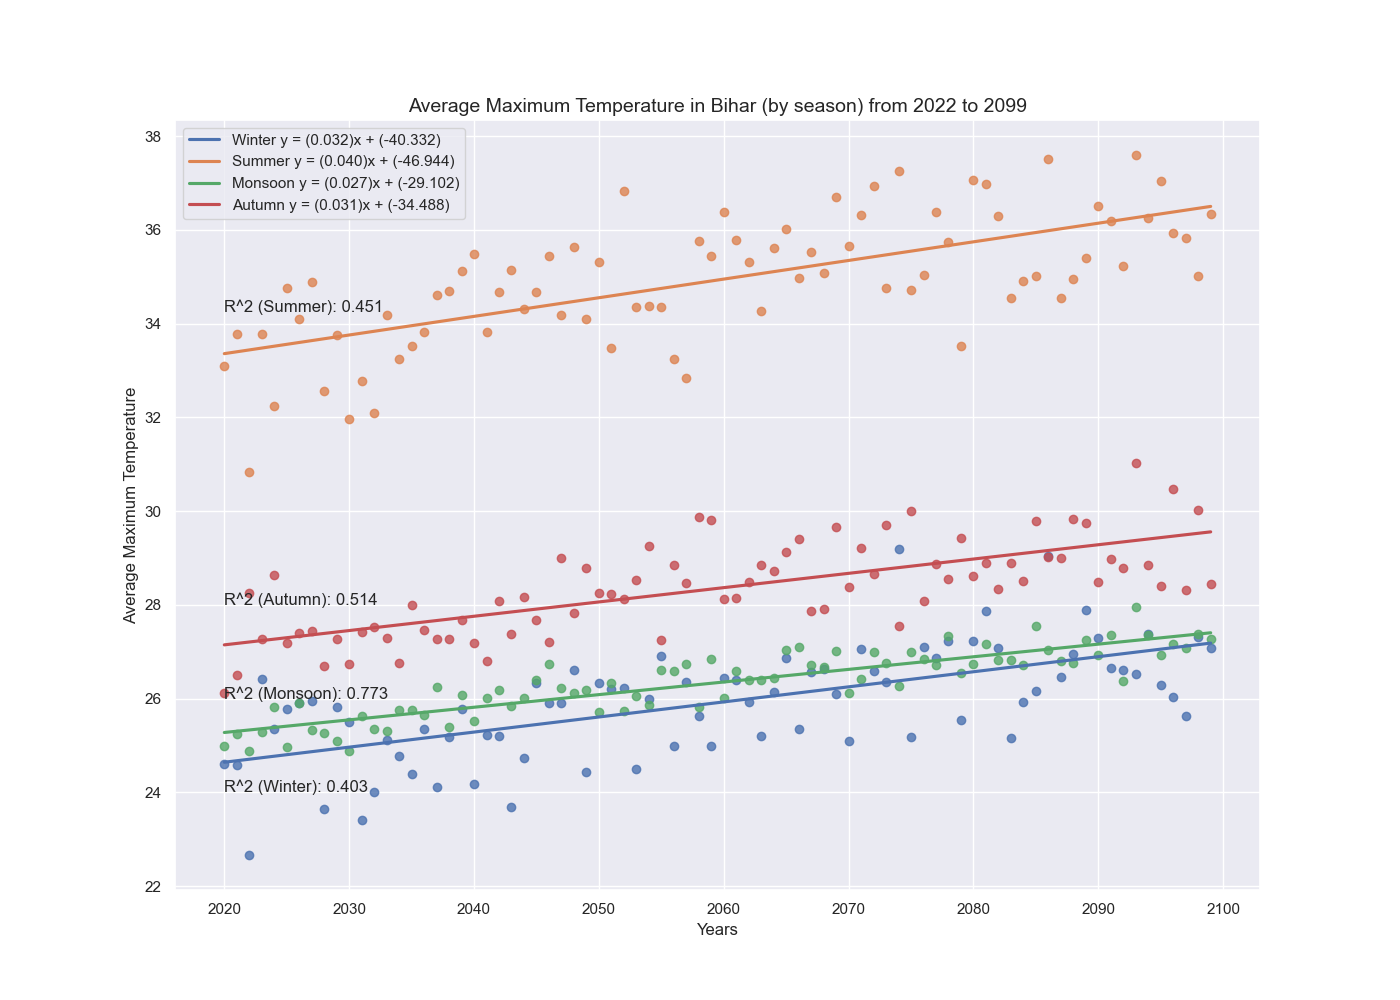 Average Maximum Temperature in Bihar (by season) from 2022 to 2099
Winter y = (0.032)x + (-40.332)
Summer y = (0.040)x + (-46.944)
Monsoon y = (0.027)x + (-29.102)
Autumn y = (0.031)x + (-34.488)
38
36
34
32
30
28
26
24
22
Average Maximum Temperature
R^2 (Summer): 0.451
R^2 (Autumn): 0.514
R^2 (Monsoon): 0.773
R^2 (Winter): 0.403
2020 2030 2040 2050 2060 2070 2080 2090 2100
Years